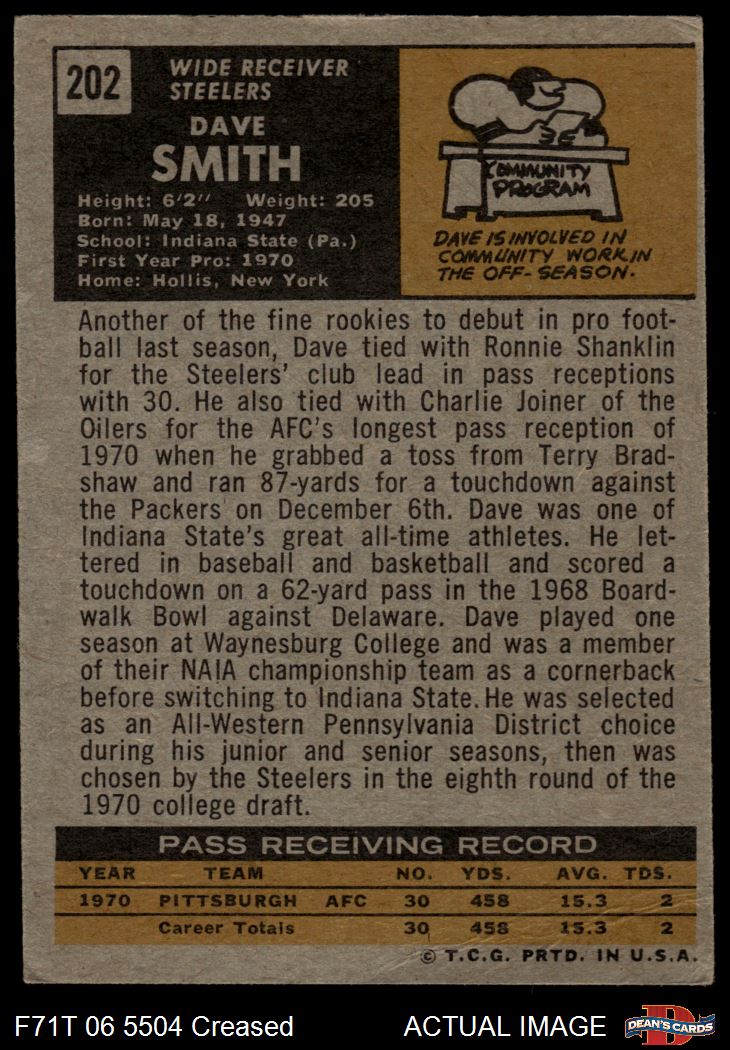 202
WIDE RECEIVER
STEELERS
DAVE
SMITH
Height: 6'2" Weight: 205
Born: May 18, 1947
School: Indiana State (Pa.)
First Year Pro: 1970
Home: Hollis, New York
COMMUNITY
PROGRAM
DAVE IS INVOLVED IN
COMMUNITY WORK IN
THE OFF-SEASON.
Another of the fine rookies to debut in pro foot-
ball last season, Dave tied with Ronnie Shanklin
for the Steelers' club lead in pass receptions
with 30. He also tied with Charlie Joiner of the
Oilers for the AFC's longest pass reception of
1970 when he grabbed a toss from Terry Brad-
shaw and ran 87-yards for a touchdown against
the Packers on December 6th. Dave was one of
Indiana State's great all-time athletes. He let-
tered in baseball and basketball and scored a
touchdown on a 62-yard pass in the 1968 Board-
walk Bowl against Delaware. Dave played one
season at Waynesburg College and was a member
of their NAIA championship team as a cornerback
before switching to Indiana State. He was selected
as an All-Western Pennsylvania District choice
during his junior and senior seasons, then was
chosen by the Steelers in the eighth round of the
1970 college draft.
PASS RECEIVING RECORD
YEAR TEAM NO. YDS. AVG. TDS.
1970 PITTSBURGH AFC 30 458 15.3 2
Career Totals 30 458 15.3 2
© T.C.G. PRTD. IN U.S.A.
F71T 06 5504 Creased ACTUAL IMAGE
D
DEAN'S CARDS